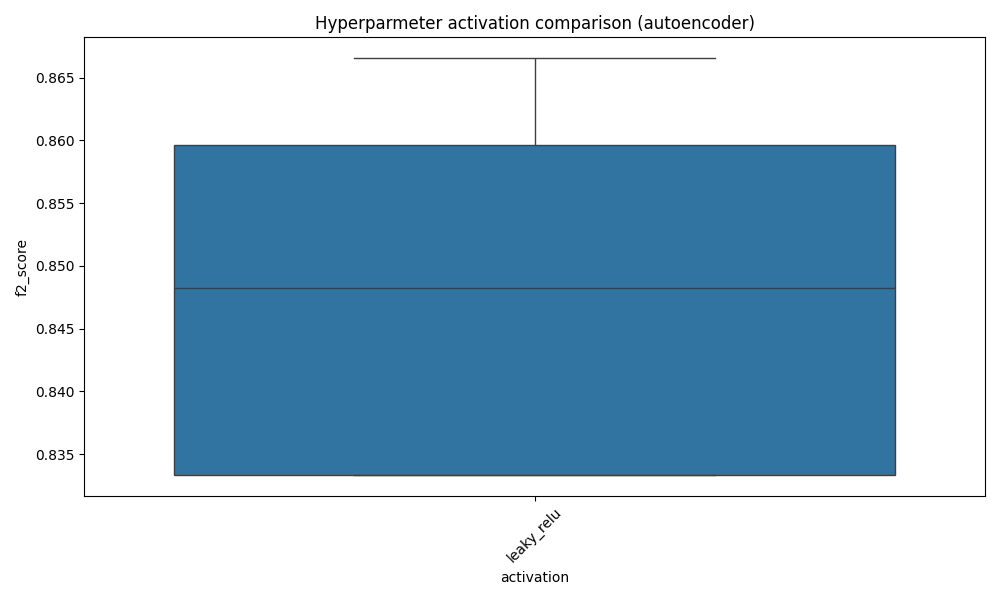 Hyperparmeter activation comparison (autoencoder)
0.865
0.860
0.855
0.850
0.845
0.840
0.835
f2_score
leaky_relu
activation